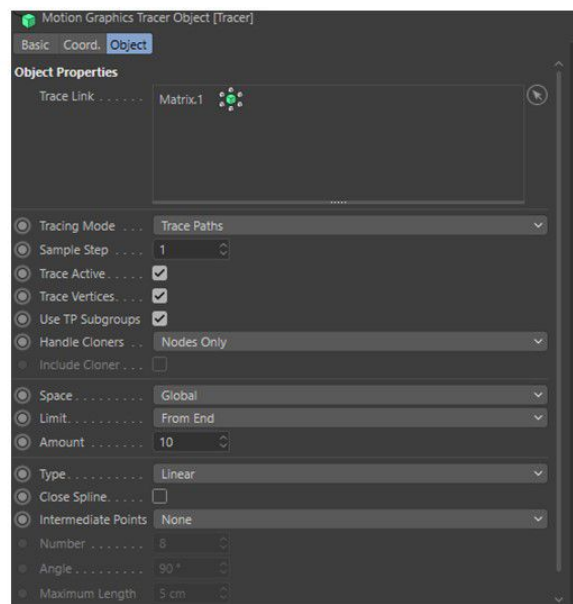 Motion Graphics Tracer Object [Tracer]
Basic Coord. Object
Object Properties
Trace Link . . . . . . Matrix.1
Tracing Mode . . . Trace Paths
Sample Step . . . . 1
Trace Active. . . . .
Trace Vertices. . . .
Use TP Subgroups
Handle Cloners . . Nodes Only
Include Cloner . . .
Space. . . . . . . . . Global
Limit. . . . . . . . . . From End
Amount . . . . . . . 10
Type. . . . . . . . . . Linear
Close Spline. . . . .
Intermediate Points None
Number . . . . . . . 8
Angle. . . . . . . . . 90 °
Maximum Length 5 cm